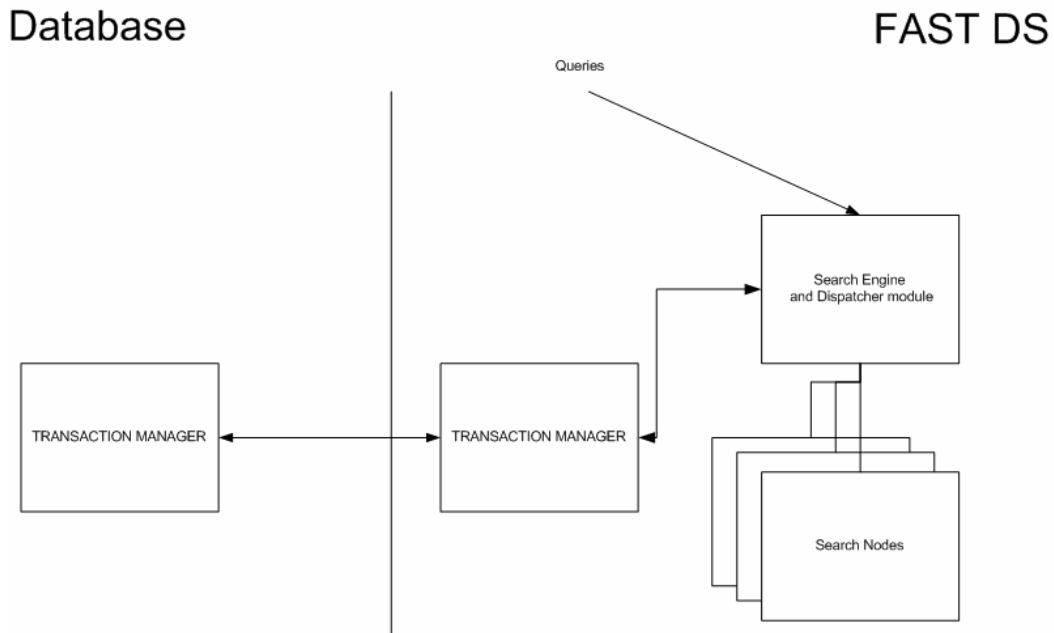 Database
FAST DS
Queries
Search Engine
and Dispatcher module
TRANSACTION MANAGER
TRANSACTION MANAGER
Search Nodes